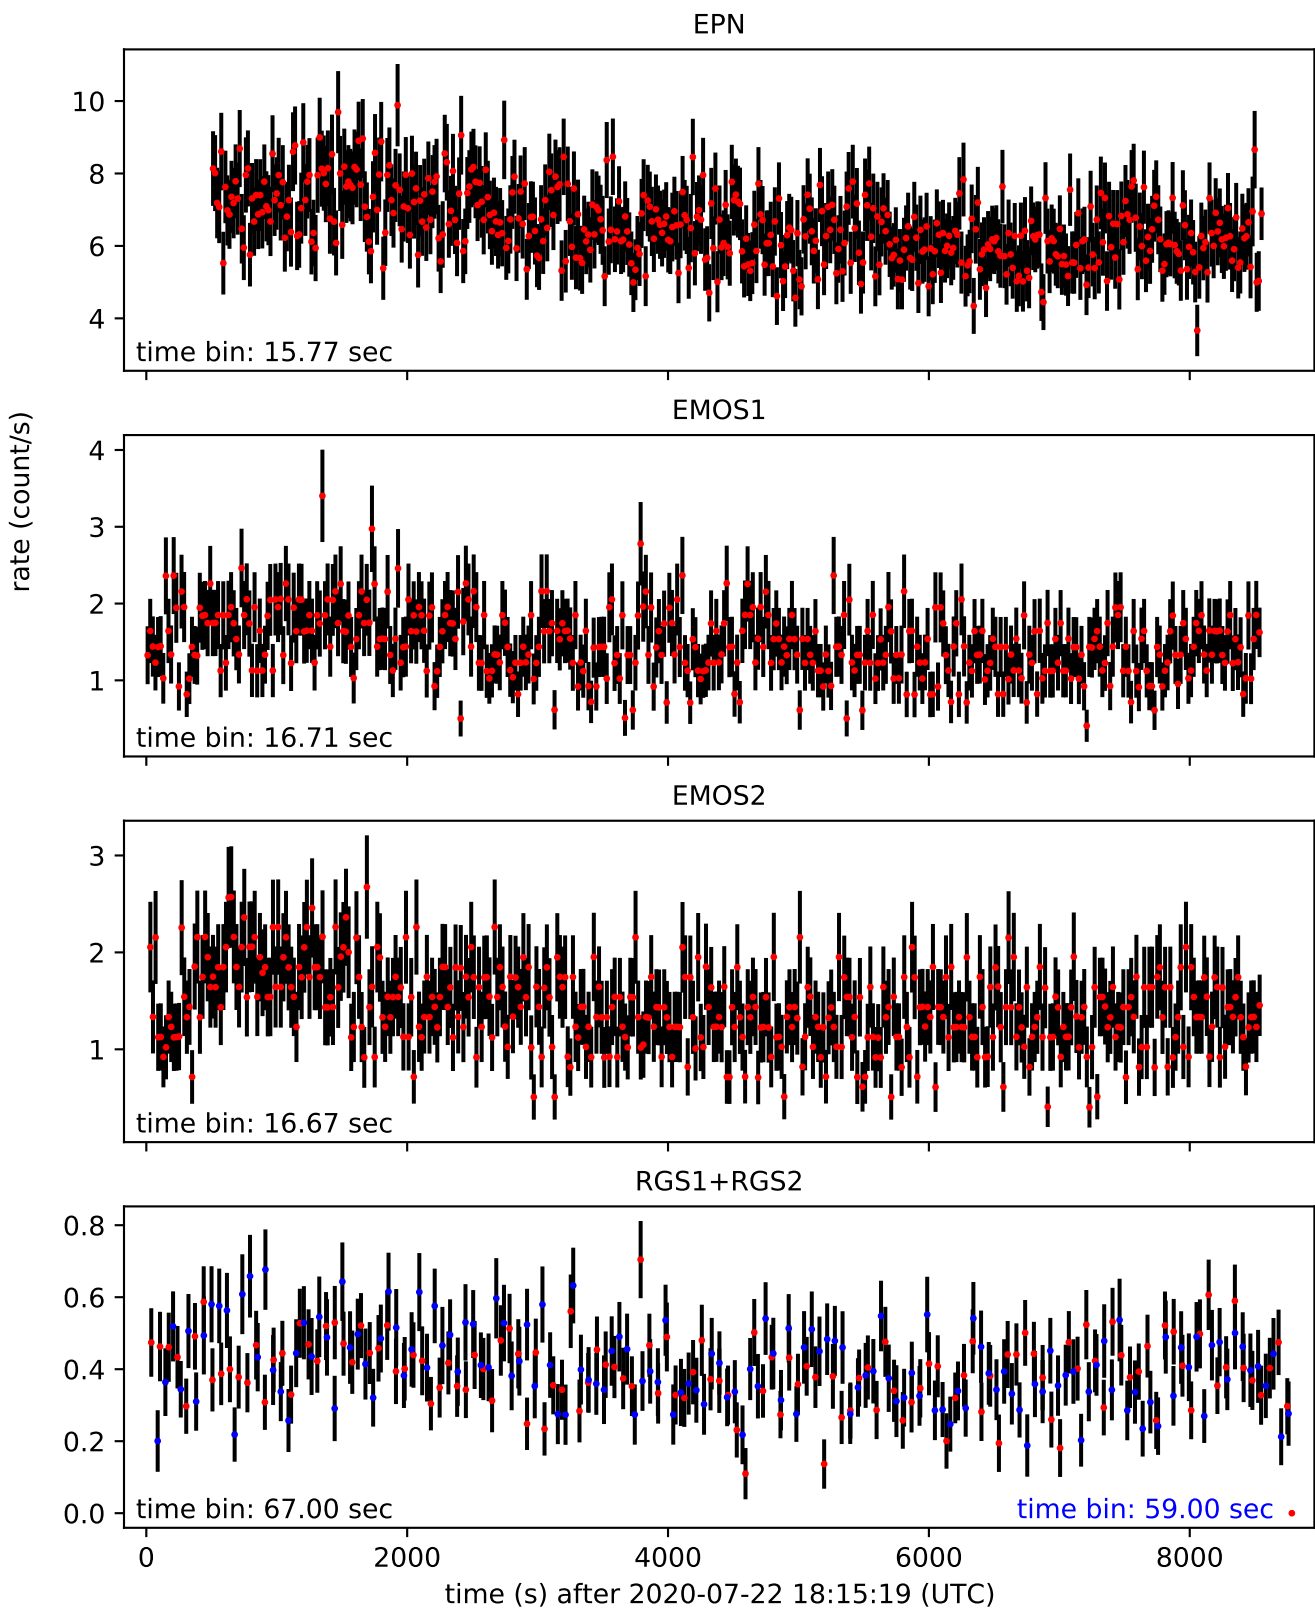 EPN
10
8
6
4
time bin: 15.77 sec
rate (count/s)
EMOS1
4
3
2
1
time bin: 16.71 sec
EMOS2
3
2
1
time bin: 16.67 sec
RGS1+RGS2
0.8
0.6
0.4
0.2
0.0
time bin: 67.00 sec
time bin: 59.00 sec
0 2000 4000 6000 8000
time (s) after 2020-07-22 18:15:19 (UTC)